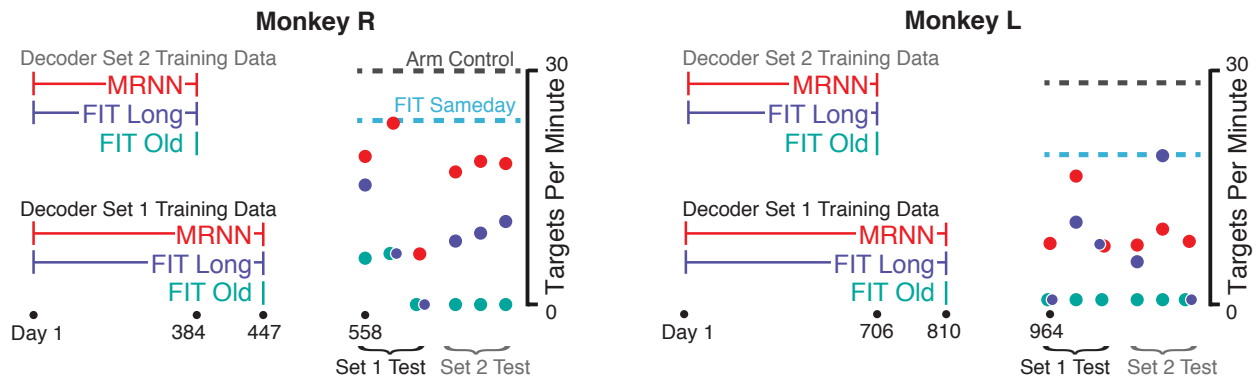 Monkey R
Decoder Set 2 Training Data
MRNN
FIT Long
FIT Old
Decoder Set 1 Training Data
MRNN
FIT Long
FIT Old
Day 1
384
447
558
Arm Control
FIT Sameday
30
Targets Per Minute
0
Set 1 Test
Set 2 Test
Monkey L
Decoder Set 2 Training Data
MRNN
FIT Long
FIT Old
Decoder Set 1 Training Data
MRNN
FIT Long
FIT Old
Day 1
706
810
964
30
Targets Per Minute
0
Set 1 Test
Set 2 Test